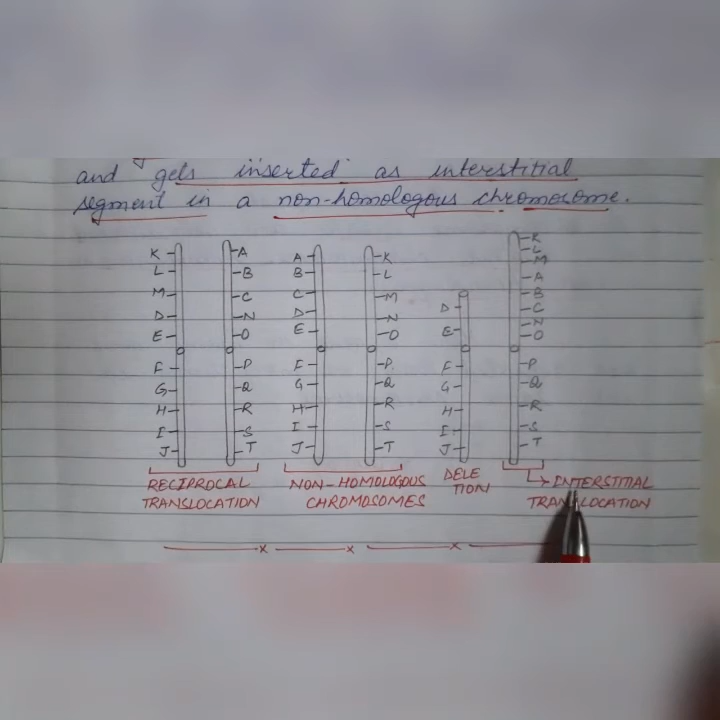 and gets inserted as interstitial
segment in a non-homologous chromosome.
K A A K K
L B B L L
M C C M M
D N D N D A
E O E O E B
C
N
O
F P F P F P
G Q G Q G Q
H R H R H R
I S I S I S
J T J T J T
RECIPROCAL TRANSLOCATION
NON-HOMOLOGOUS CHROMOSOMES
DELE TION
INTERSTITIAL TRANSLOCATION